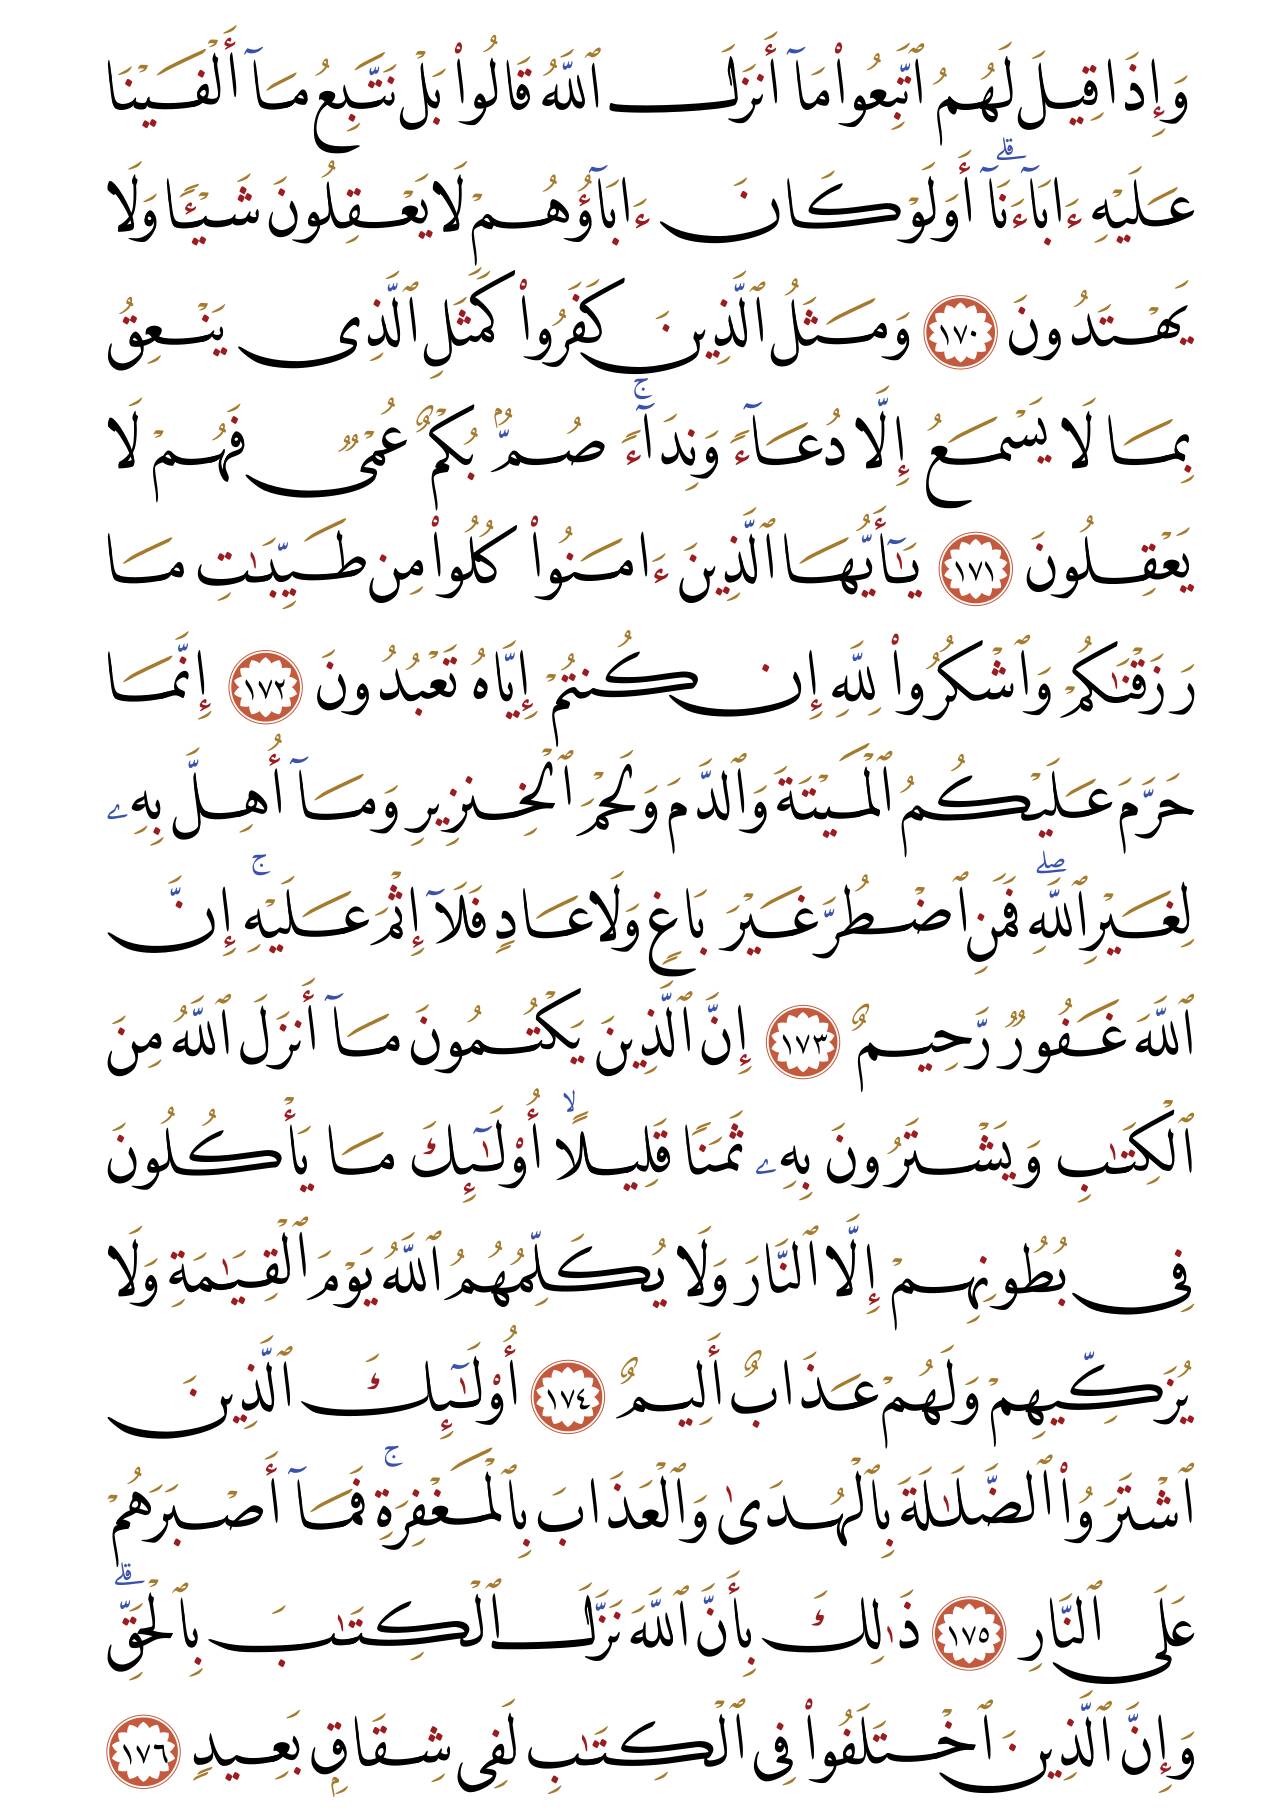 وَإِذَا قِيلَ لَهُمُ ٱتَّبِعُوا۟ مَآ أَنزَلَ ٱللَّهُ قَالُوا۟ بَلْ نَتَّبِعُ مَآ أَلْفَيْنَا
عَلَيْهِ ءَابَآءَنَآ ۗ أَوَلَوْ كَانَ ءَابَآؤُهُمْ لَا يَعْقِلُونَ شَيْـًٔا وَلَا
يَهْتَدُونَ ١٧٠ وَمَثَلُ ٱلَّذِينَ كَفَرُوا۟ كَمَثَلِ ٱلَّذِى يَنْعِقُ
بِمَا لَا يَسْمَعُ إِلَّا دُعَآءً وَنِدَآءً ۚ صُمٌّۢ بُكْمٌ عُمْىٌ فَهُمْ لَا
يَعْقِلُونَ ١٧١ يَـٰٓأَيُّهَا ٱلَّذِينَ ءَامَنُوا۟ كُلُوا۟ مِن طَيِّبَـٰتِ مَا
رَزَقْنَـٰكُمْ وَٱشْكُرُوا۟ لِلَّهِ إِن كُنتُمْ إِيَّاهُ تَعْبُدُونَ ١٧٢ إِنَّمَا
حَرَّمَ عَلَيْكُمُ ٱلْمَيْتَةَ وَٱلدَّمَ وَلَحْمَ ٱلْخِنزِيرِ وَمَآ أُهِلَّ بِهِۦ
لِغَيْرِ ٱللَّهِ ۖ فَمَنِ ٱضْطُرَّ غَيْرَ بَاغٍ وَلَا عَادٍ فَلَآ إِثْمَ عَلَيْهِ ۚ إِنَّ
ٱللَّهَ غَفُورٌ رَّحِيمٌ ١٧٣ إِنَّ ٱلَّذِينَ يَكْتُمُونَ مَآ أَنزَلَ ٱللَّهُ مِنَ
ٱلْكِتَـٰبِ وَيَشْتَرُونَ بِهِۦ ثَمَنًا قَلِيلًا ۙ أُو۟لَـٰٓئِكَ مَا يَأْكُلُونَ
فِى بُطُونِهِمْ إِلَّا ٱلنَّارَ وَلَا يُكَلِّمُهُمُ ٱللَّهُ يَوْمَ ٱلْقِيَـٰمَةِ وَلَا
يُزَكِّيهِمْ وَلَهُمْ عَذَابٌ أَلِيمٌ ١٧٤ أُو۟لَـٰٓئِكَ ٱلَّذِينَ
ٱشْتَرَوُا۟ ٱلضَّلَـٰلَةَ بِٱلْهُدَىٰ وَٱلْعَذَابَ بِٱلْمَغْفِرَةِ ۚ فَمَآ أَصْبَرَهُمْ
عَلَى ٱلنَّارِ ١٧٥ ذَٰلِكَ بِأَنَّ ٱللَّهَ نَزَّلَ ٱلْكِتَـٰبَ بِٱلْحَقِّ ۗ
وَإِنَّ ٱلَّذِينَ ٱخْتَلَفُوا۟ فِى ٱلْكِتَـٰبِ لَفِى شِقَاقٍۭ بَعِيدٍ ١٧٦